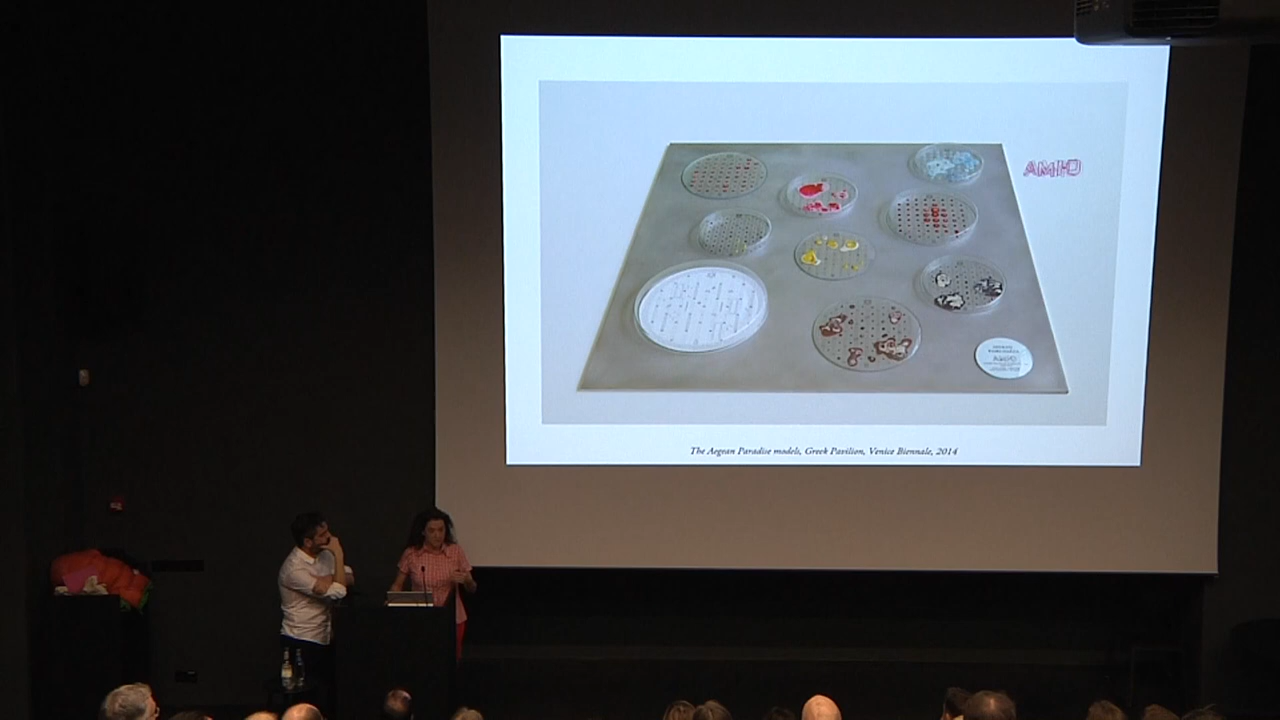 AMID
The Aegean Paradise models, Greek Pavilion, Venice Biennale, 2014